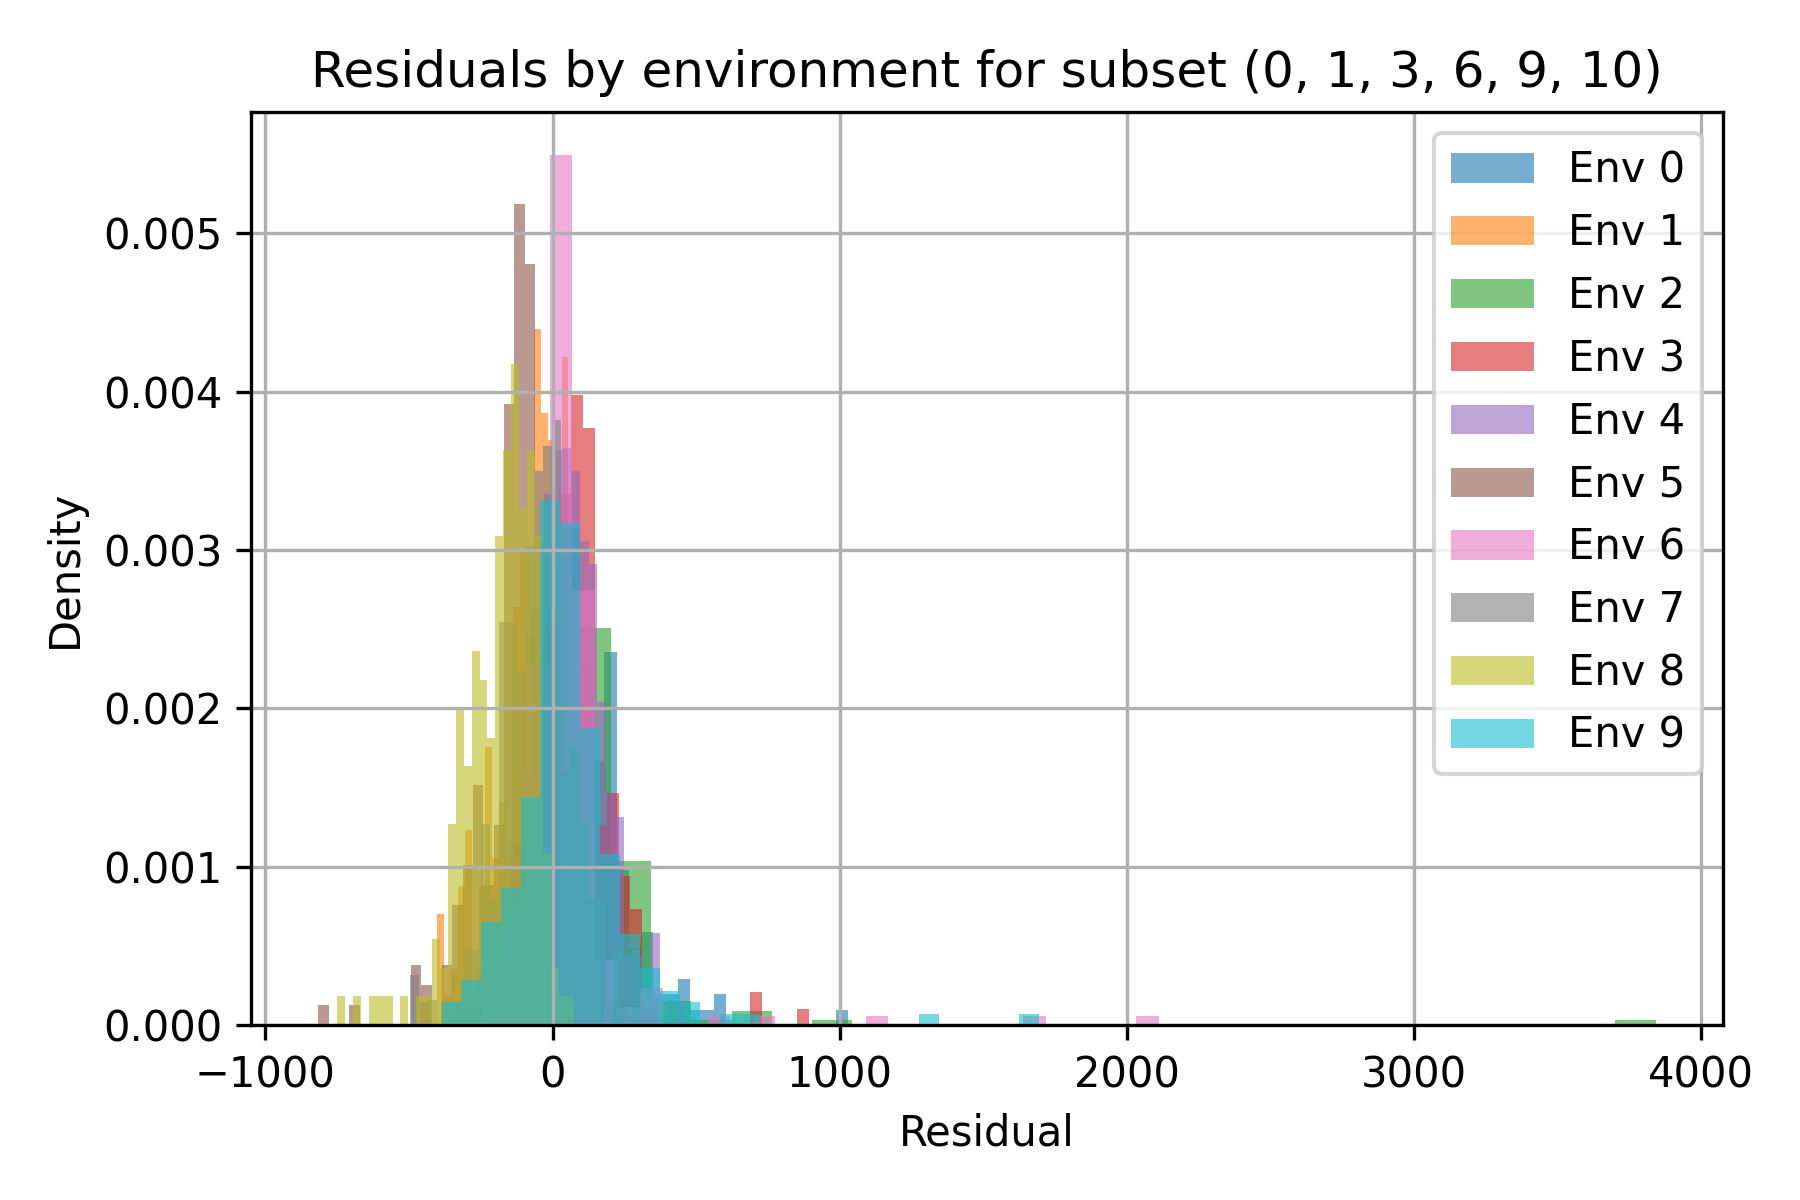 Residuals by environment for subset (0, 1, 3, 6, 9, 10)
Density
0.005
0.004
0.003
0.002
0.001
0.000
−1000
0
1000
2000
3000
4000
Residual
Env 0
Env 1
Env 2
Env 3
Env 4
Env 5
Env 6
Env 7
Env 8
Env 9